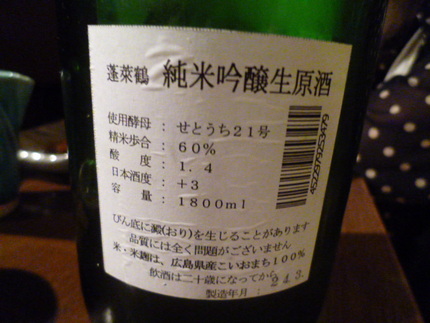 蓬莱鶴 純米吟醸生原酒
使用酵母 : せとうち21号
精米歩合 : 60%
酸 度 : 1.4
日本酒度 : +3
容 量 : 1800ml
びん底に澱(おり)を生じることがあります
品質には全く問題がございません
米・米麹は、広島県産こいおまち100%
飲酒は二十歳になってから
製造年月 : 24.3.